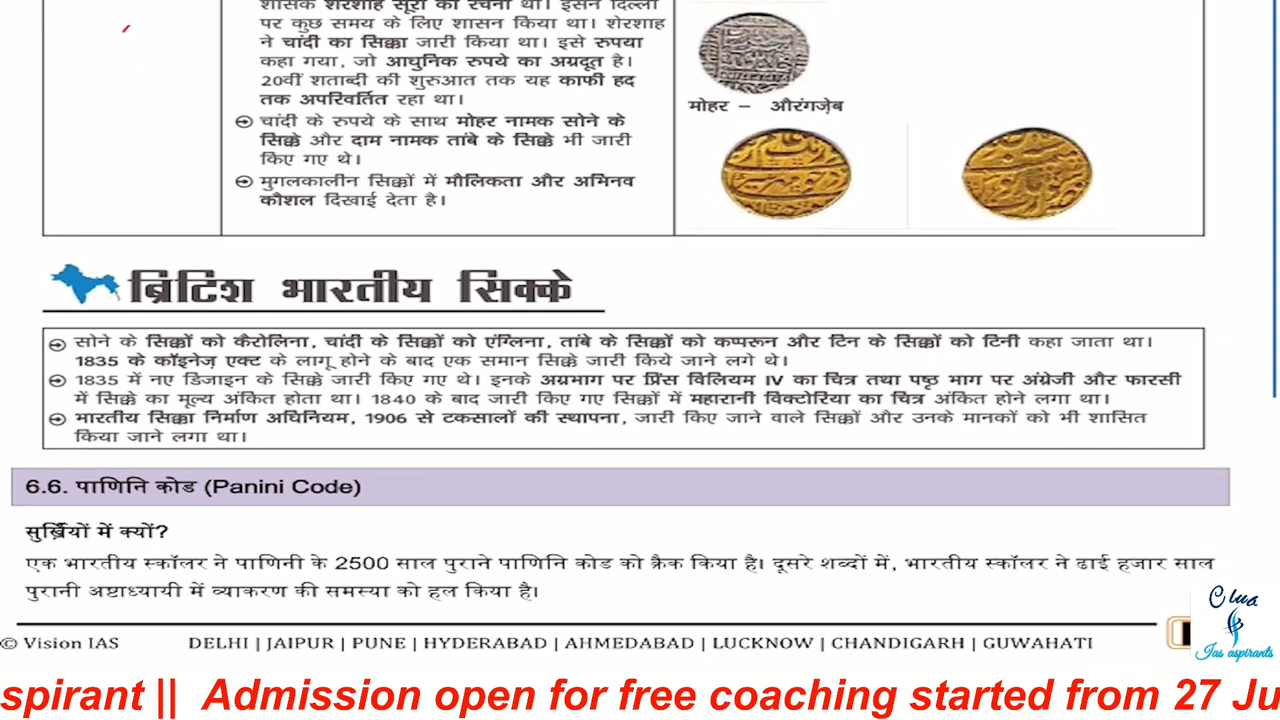 शासक शेरशाह सूरी की रचना था। इसने दिल्ली
पर कुछ समय के लिए शासन किया था। शेरशाह
ने चांदी का सिक्का जारी किया था। इसे रुपया
कहा गया, जो आधुनिक रुपये का अग्रदूत है।
20वीं शताब्दी की शुरुआत तक यह काफी हद
तक अपरिवर्तित रहा था।
चांदी के रुपये के साथ मोहर नामक सोने के
सिक्के और दाम नामक तांबे के सिक्के भी जारी
किए गए थे।
मुगलकालीन सिक्कों में मौलिकता और अभिनव
कौशल दिखाई देता है।
मोहर – औरंगज़ेब
ब्रिटिश भारतीय सिक्के
सोने के सिक्कों को कैरोलिना, चांदी के सिक्कों को एंग्लिना, तांबे के सिक्कों को कप्परून और टिन के सिक्कों को टिनी कहा जाता था।
1835 के कॉइनेज़ एक्ट के लागू होने के बाद एक समान सिक्के जारी किये जाने लगे थे।
1835 में नए डिजाइन के सिक्के जारी किए गए थे। इनके अग्रभाग पर प्रिंस विलियम IV का चित्र तथा पष्ठ भाग पर अंग्रेजी और फारसी
में सिक्के का मूल्य अंकित होता था। 1840 के बाद जारी किए गए सिक्कों में महारानी विक्टोरिया का चित्र अंकित होने लगा था।
भारतीय सिक्का निर्माण अधिनियम, 1906 से टकसालों की स्थापना, जारी किए जाने वाले सिक्कों और उनके मानकों को भी शासित
किया जाने लगा था।
6.6. पाणिनि कोड (Panini Code)
सुर्ख़ियों में क्यों?
एक भारतीय स्कॉलर ने पाणिनी के 2500 साल पुराने पाणिनि कोड को क्रैक किया है। दूसरे शब्दों में, भारतीय स्कॉलर ने ढाई हजार साल
पुरानी अष्टाध्यायी में व्याकरण की समस्या को हल किया है।
© Vision IAS DELHI | JAIPUR | PUNE | HYDERABAD | AHMEDABAD | LUCKNOW | CHANDIGARH | GUWAHATI
Ias aspirants
spirant || Admission open for free coaching started from 27 Ju